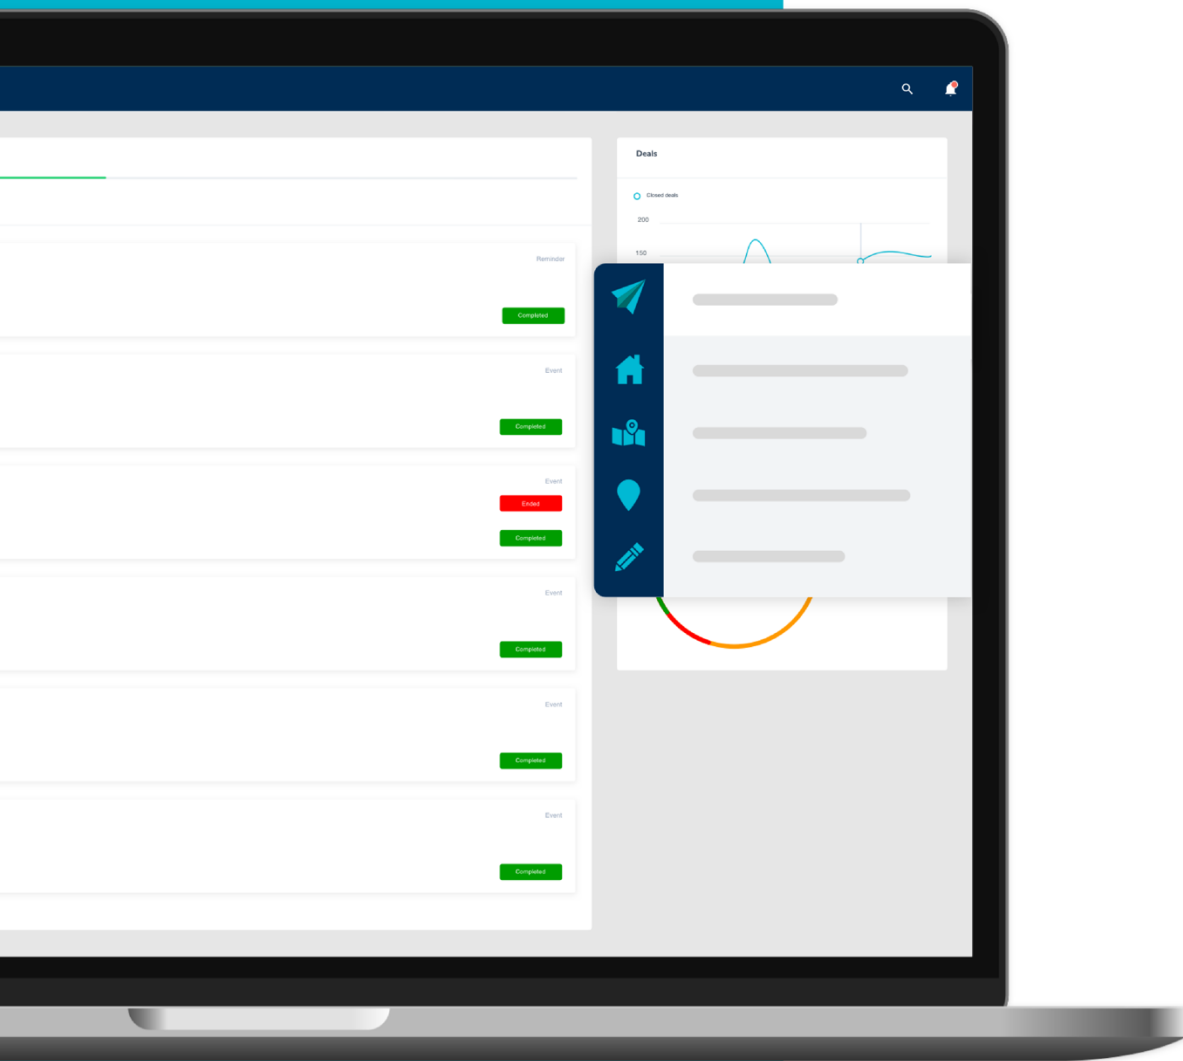 Deals
Closed deals
200
150
Reminder
Completed
Event
Completed
Event
Ended
Completed
Event
Completed
Event
Completed
Event
Completed